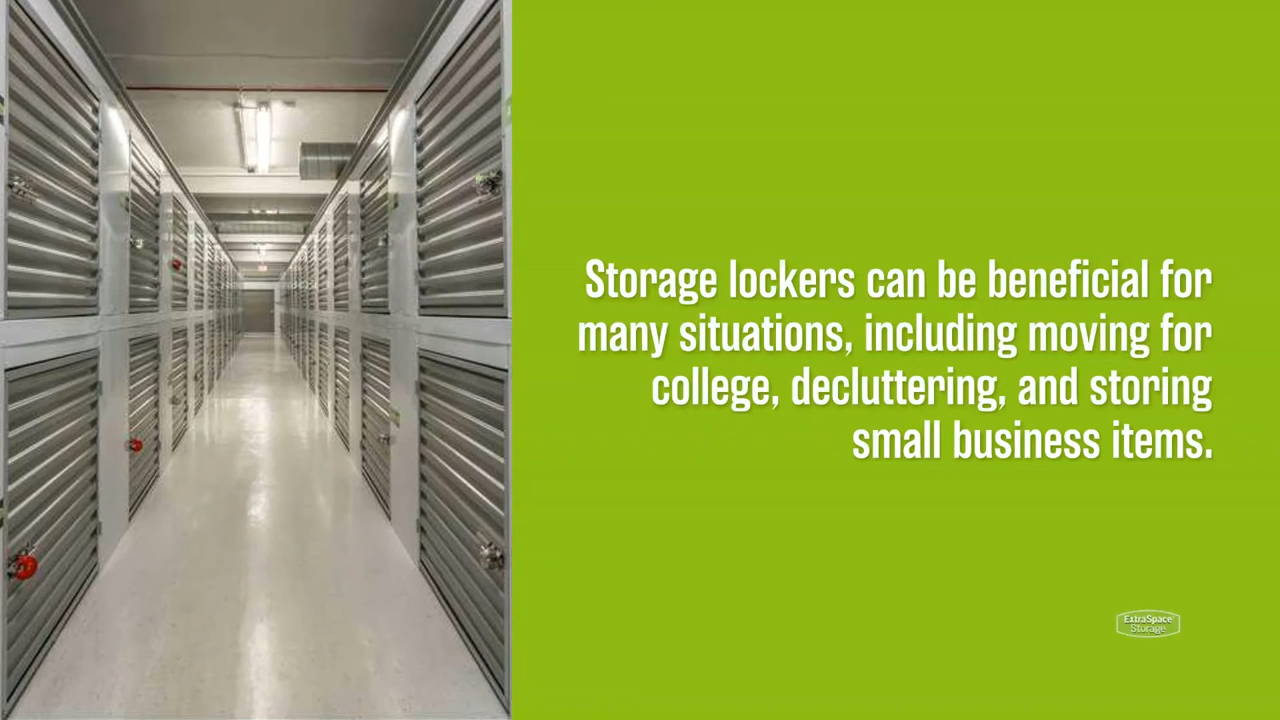 Storage lockers can be beneficial for
many situations, including moving for
college, decluttering, and storing
small business items.
ExtraSpace
Storage